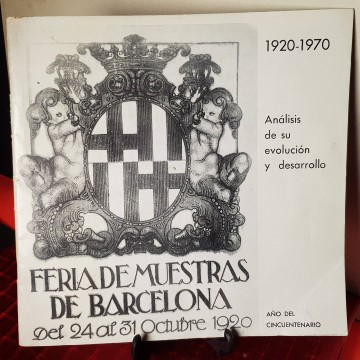 1920-1970
Análisis
de su
evolución
y desarrollo
FERIA DE MUESTRAS
DE BARCELONA
Del 24 al 31 Octubre 1920
AÑO DEL
CINCUENTENARIO